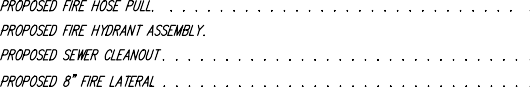 PROPOSED FIRE HOSE PULL. . . . . . . . . . . . . . . . . . . . . . . . . . . . . .
PROPOSED FIRE HYDRANT ASSEMBLY.
PROPOSED SEWER CLEANOUT. . . . . . . . . . . . . . . . . . . . . . . . . . . . . .
PROPOSED 8" FIRE LATERAL . . . . . . . . . . . . . . . . . . . . . . . . . . . . . .